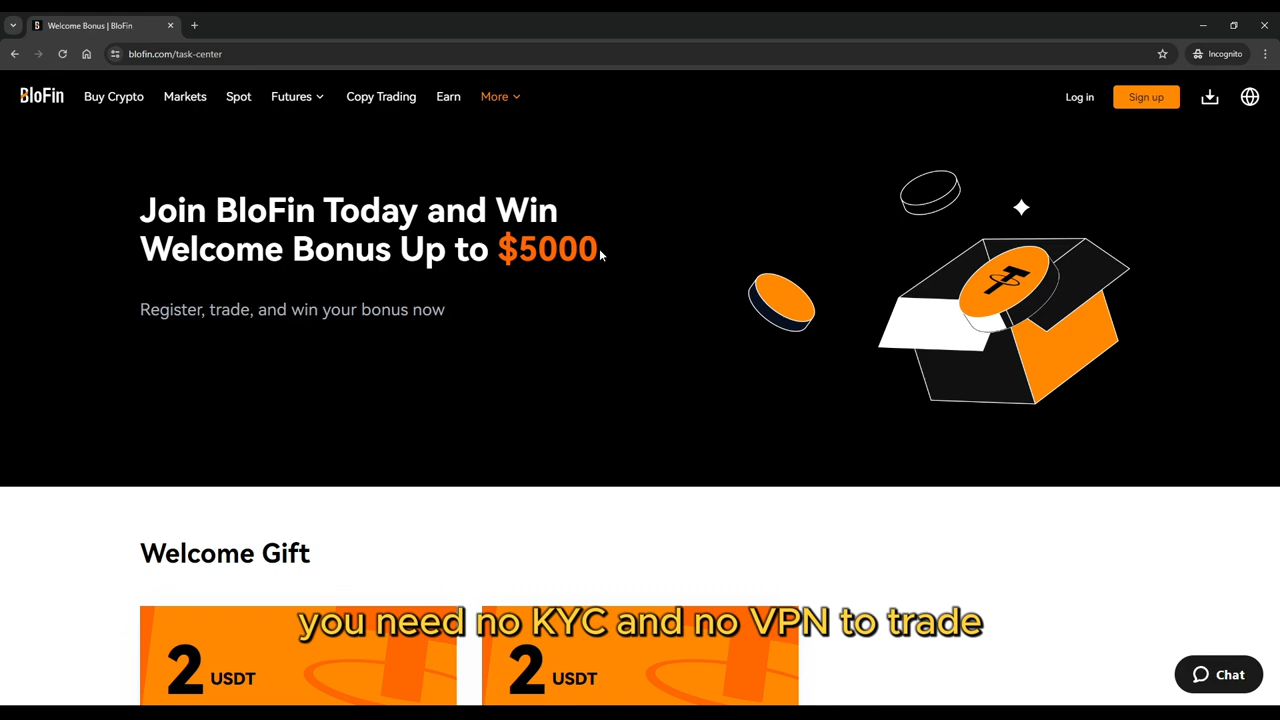 Welcome Bonus | BloFin
blofin.com/task-center
Incognito
BloFin
Buy Crypto
Markets
Spot
Futures
Copy Trading
Earn
More
Log in
Sign up
Join BloFin Today and Win
Welcome Bonus Up to $5000
Register, trade, and win your bonus now
Welcome Gift
you need no KYC and no VPN to trade
2 USDT
2 USDT
Chat